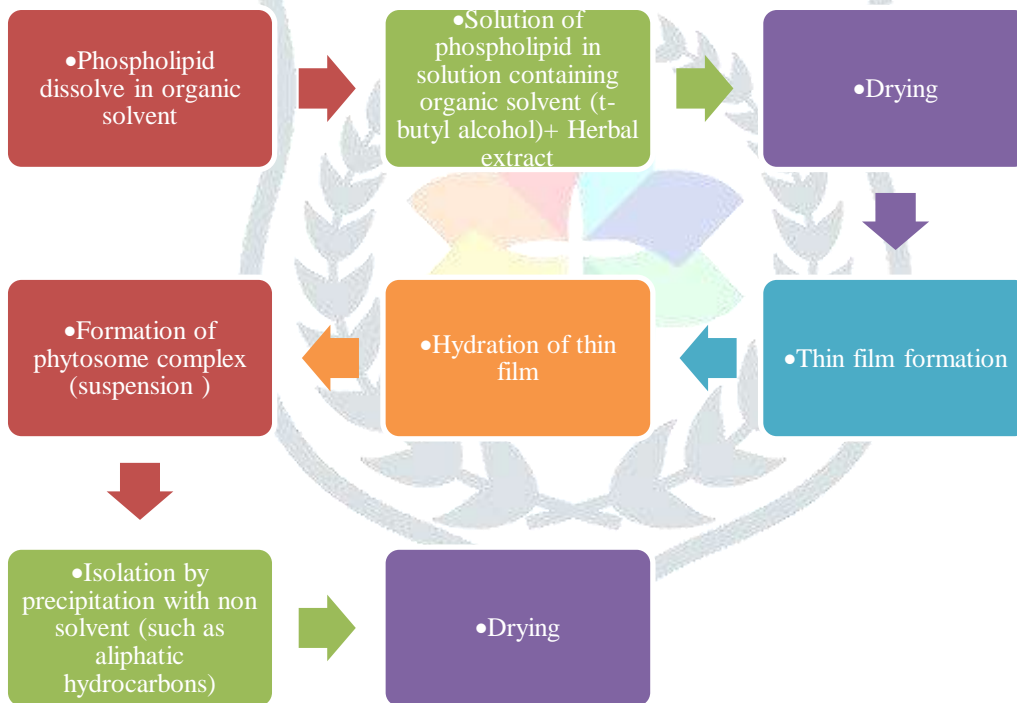 •Phospholipid
dissolve in organic
solvent
•Solution of
phospholipid in
solution containing
organic solvent (t-
butyl alcohol)+ Herbal
extract
•Drying
•Thin film formation
•Hydration of thin
film
•Formation of
phytosome complex
(suspension )
•Isolation by
precipitation with non
solvent (such as
aliphatic
hydrocarbons)
•Drying